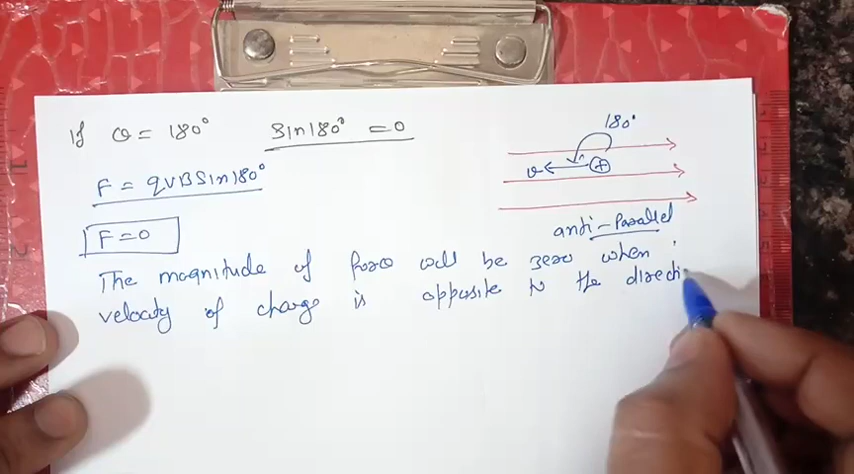 If θ = 180° Sin180° = 0
180°
F = qVBSin180°
v
+
F = 0
anti-Parallel
The magnitude of force will be zero when
velocity of charge is opposite to the directi